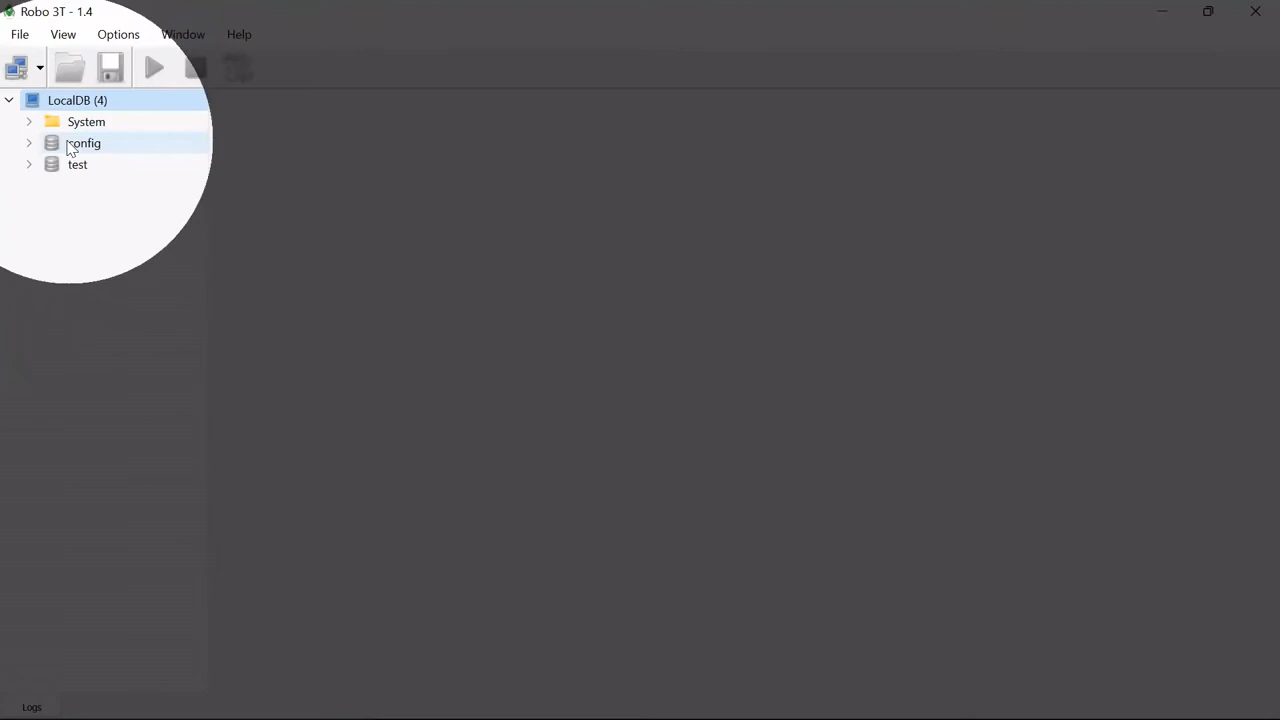 Robo 3T - 1.4
File View Options Window Help
LocalDB (4)
System
config
test
Logs